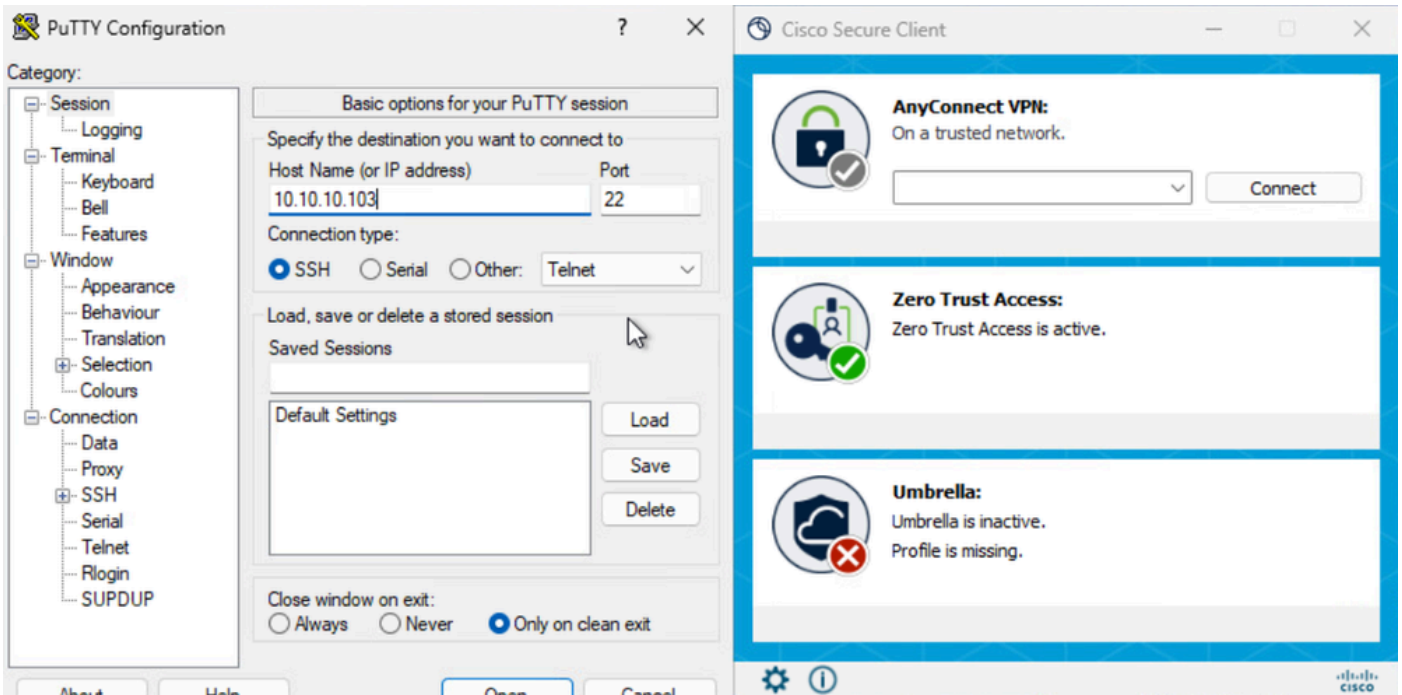 PuTTY Configuration
?
Category:
Session
Logging
Terminal
Keyboard
Bell
Features
Window
Appearance
Behaviour
Translation
Selection
Colours
Connection
Data
Proxy
SSH
Serial
Telnet
Rlogin
SUPDUP
Basic options for your PuTTY session
Specify the destination you want to connect to
Host Name (or IP address)
Port
10.10.10.103
22
Connection type:
SSH
Serial
Other:
Telnet
Load, save or delete a stored session
Saved Sessions
Default Settings
Load
Save
Delete
Close window on exit:
Always
Never
Only on clean exit
About
Help
Open
Cancel
Cisco Secure Client
AnyConnect VPN:
On a trusted network.
Connect
Zero Trust Access:
Zero Trust Access is active.
Umbrella:
Umbrella is inactive.
Profile is missing.
CISCO